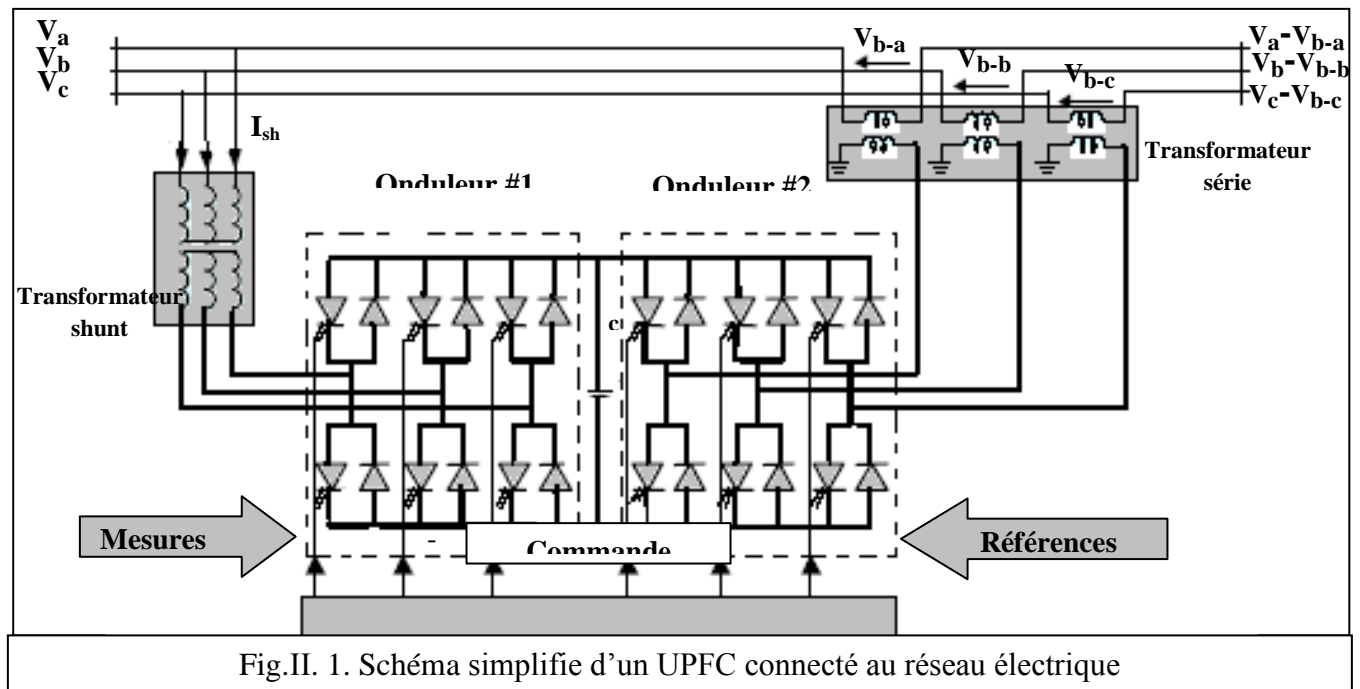 Va
Vb
Vc
Vb-a
Vb-b
Vb-c
Va-Vb-a
Vb-Vb-b
Vc-Vb-c
Ish
Transformateur
série
Onduleur #1
Onduleur #2
Transformateur
shunt
c
Mesures
Commande
Références
Fig.II. 1. Schéma simplifie d’un UPFC connecté au réseau électrique